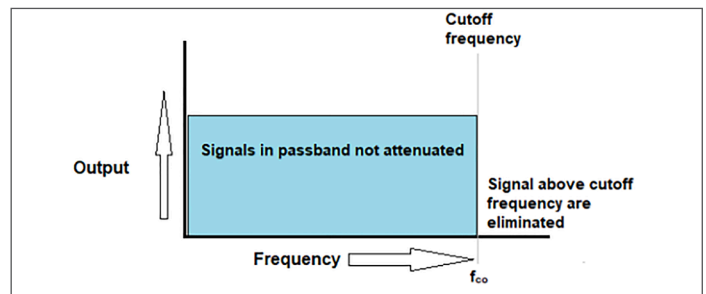 Cutoff
frequency
Signals in passband not attenuated
Output
Signal above cutoff
frequency are
eliminated
Frequency
fco